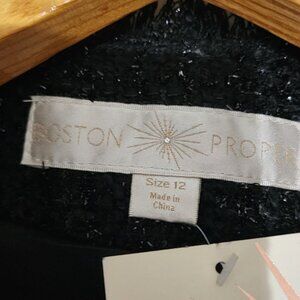 BOSTON PROPER
Size 12
Made in
China